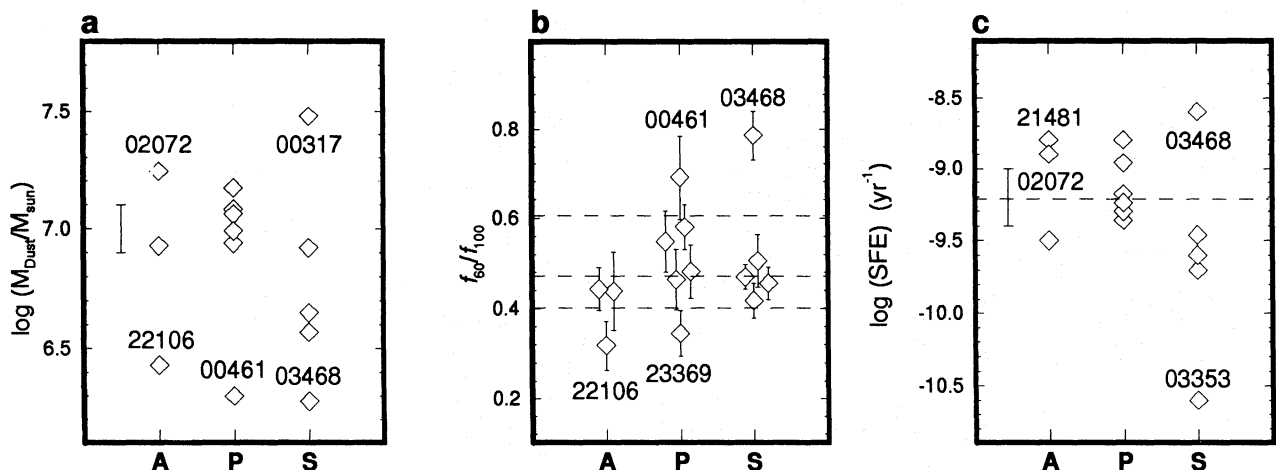 a
log (M_Dust/M_sun)
7.5
7.0
6.5
02072
22106
00461
00317
03468
A P S
b
f_60/f_100
0.8
0.6
0.4
0.2
00461
03468
22106
23369
A P S
c
log (SFE) (yr^-1)
-8.5
-9.0
-9.5
-10.0
-10.5
21481
02072
03468
03353
A P S